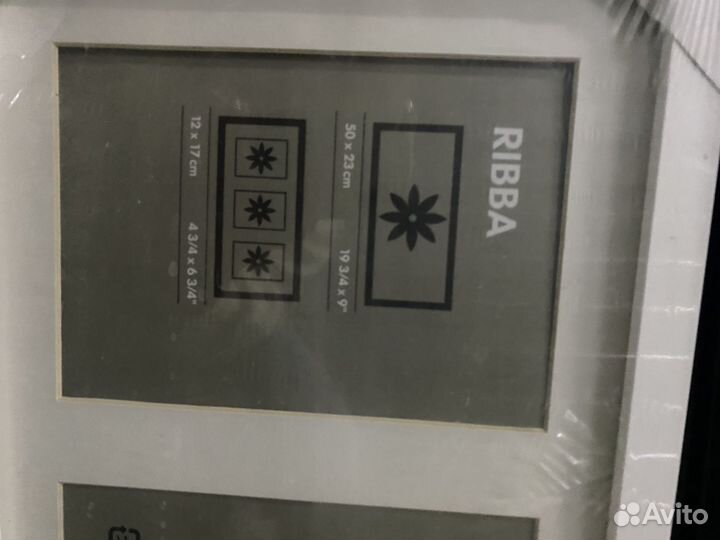 RIBBA
50 x 23 cm 19 3/4 x 9"
12 x 17 cm 4 3/4 x 6 3/4"
Avito